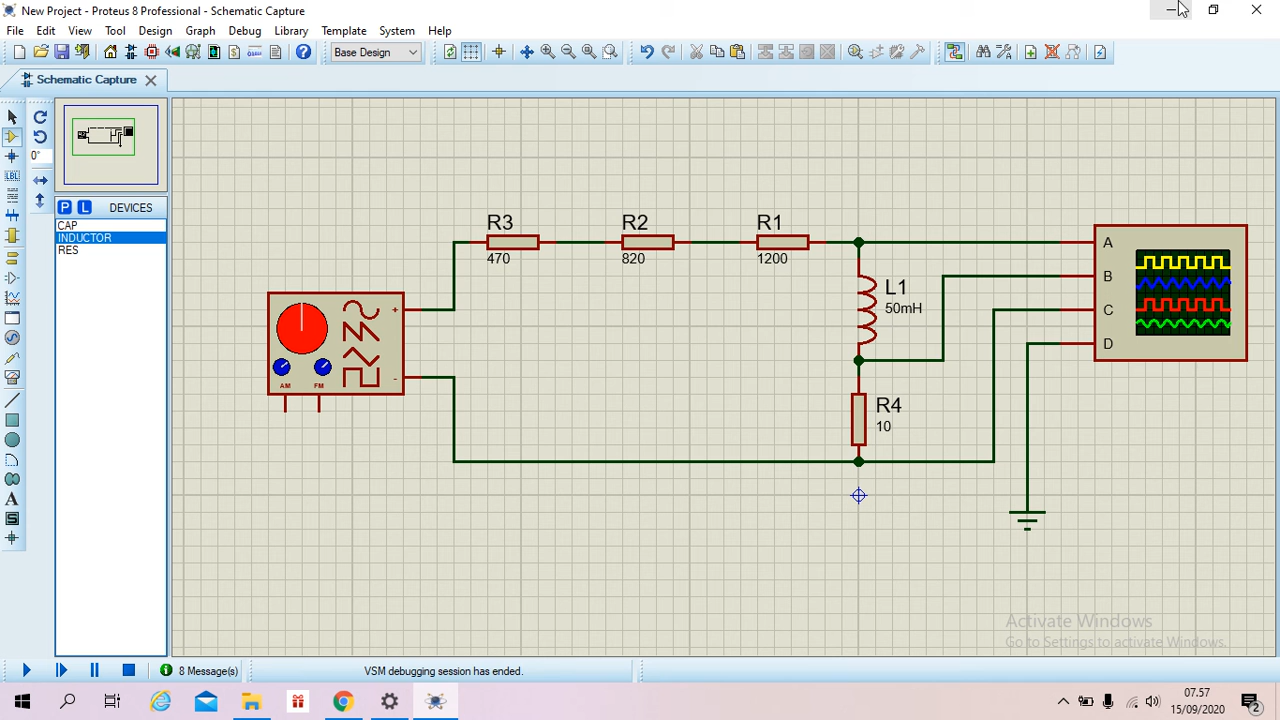 New Project - Proteus 8 Professional - Schematic Capture
File Edit View Tool Design Graph Debug Library Template System Help
Base Design
Schematic Capture
0°
LBL
P L DEVICES
CAP
INDUCTOR
RES
R3
470
R2
820
R1
1200
L1
50mH
R4
10
+
-
AM FM
A
B
C
D
Activate Windows
Go to Settings to activate Windows.
8 Message(s)
VSM debugging session has ended.
07.57
15/09/2020
2